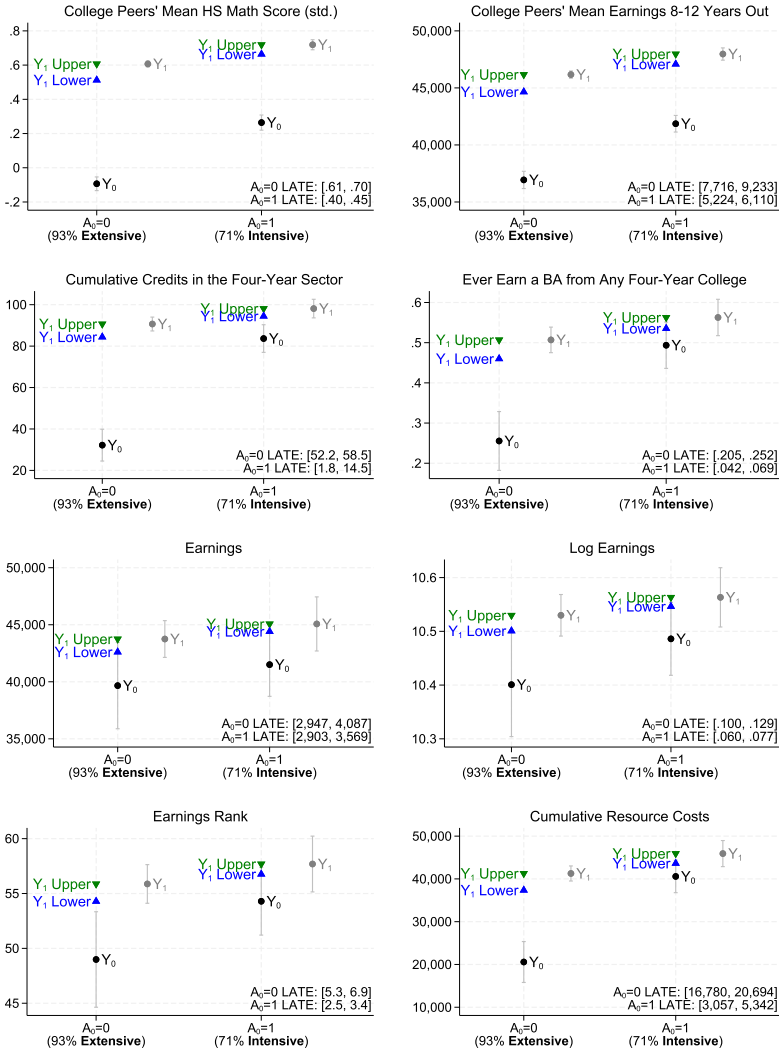 College Peers' Mean HS Math Score (std.)
.8
.6
.4
.2
0
-.2
Y₁ Upper
Y₁ Lower
Y₁
Y₀
Y₁ Upper
Y₁ Lower
Y₁
Y₀
A₀=0 LATE: [.61, .70]
A₀=1 LATE: [.40, .45]
A₀=0
(93% Extensive)
A₀=1
(71% Intensive)
College Peers' Mean Earnings 8-12 Years Out
50,000
45,000
40,000
35,000
Y₁ Upper
Y₁ Lower
Y₁
Y₀
Y₁ Upper
Y₁ Lower
Y₁
Y₀
A₀=0 LATE: [7,716, 9,233]
A₀=1 LATE: [5,224, 6,110]
A₀=0
(93% Extensive)
A₀=1
(71% Intensive)
Cumulative Credits in the Four-Year Sector
100
80
60
40
20
Y₁ Upper
Y₁ Lower
Y₁
Y₀
Y₁ Upper
Y₁ Lower
Y₁
Y₀
A₀=0 LATE: [52.2, 58.5]
A₀=1 LATE: [1.8, 14.5]
A₀=0
(93% Extensive)
A₀=1
(71% Intensive)
Ever Earn a BA from Any Four-Year College
.6
.5
.4
.3
.2
Y₁ Upper
Y₁ Lower
Y₁
Y₀
Y₁ Upper
Y₁ Lower
Y₁
Y₀
A₀=0 LATE: [.205, .252]
A₀=1 LATE: [.042, .069]
A₀=0
(93% Extensive)
A₀=1
(71% Intensive)
Earnings
50,000
45,000
40,000
35,000
Y₁ Upper
Y₁ Lower
Y₁
Y₀
Y₁ Upper
Y₁ Lower
Y₁
Y₀
A₀=0 LATE: [2,947, 4,087]
A₀=1 LATE: [2,903, 3,569]
A₀=0
(93% Extensive)
A₀=1
(71% Intensive)
Log Earnings
10.6
10.5
10.4
10.3
Y₁ Upper
Y₁ Lower
Y₁
Y₀
Y₁ Upper
Y₁ Lower
Y₁
Y₀
A₀=0 LATE: [.100, .129]
A₀=1 LATE: [.060, .077]
A₀=0
(93% Extensive)
A₀=1
(71% Intensive)
Earnings Rank
60
55
50
45
Y₁ Upper
Y₁ Lower
Y₁
Y₀
Y₁ Upper
Y₁ Lower
Y₁
Y₀
A₀=0 LATE: [5.3, 6.9]
A₀=1 LATE: [2.5, 3.4]
A₀=0
(93% Extensive)
A₀=1
(71% Intensive)
Cumulative Resource Costs
50,000
40,000
30,000
20,000
10,000
Y₁ Upper
Y₁ Lower
Y₁
Y₀
Y₁ Upper
Y₁ Lower
Y₁
Y₀
A₀=0 LATE: [16,780, 20,694]
A₀=1 LATE: [3,057, 5,342]
A₀=0
(93% Extensive)
A₀=1
(71% Intensive)